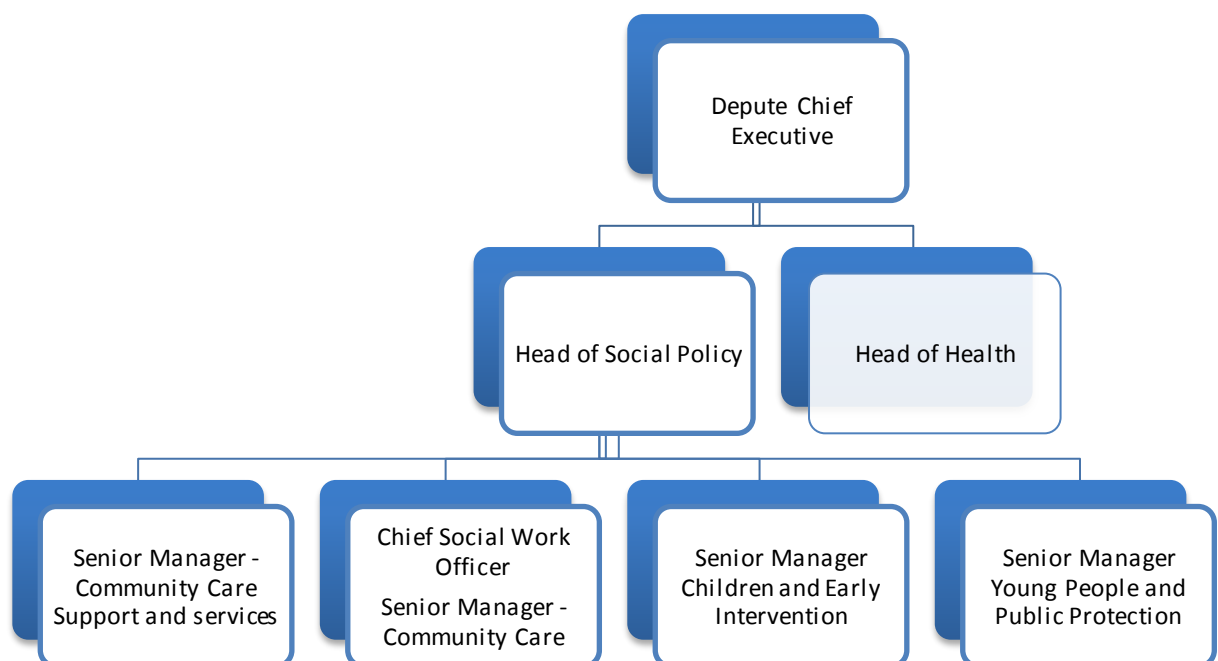 Depute Chief
Executive
Head of Social Policy
Head of Health
Senior Manager -
Community Care
Support and services
Chief Social Work
Officer
Senior Manager -
Community Care
Senior Manager
Children and Early
Intervention
Senior Manager
Young People and
Public Protection